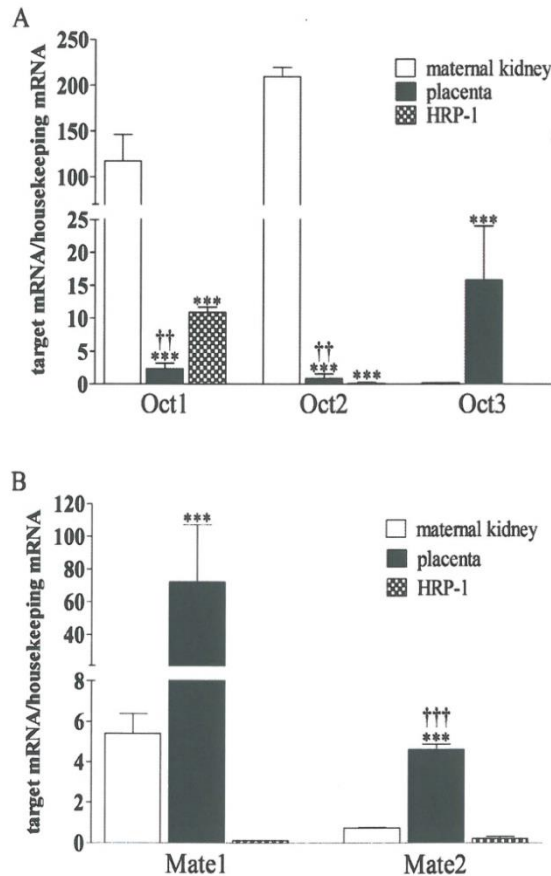 A
target mRNA/housekeeping mRNA
250
200
150
100
25
20
15
10
5
0
maternal kidney
placenta
HRP-1
††
***
***
††
***
***
***
Oct1 Oct2 Oct3
B
target mRNA/housekeeping mRNA
120
100
80
60
40
8
6
4
2
0
maternal kidney
placenta
HRP-1
***
†††
***
Mate1 Mate2